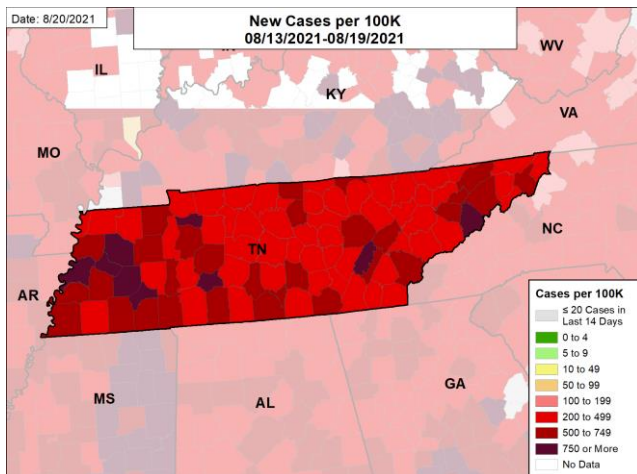 Date: 8/20/2021
New Cases per 100K
08/13/2021-08/19/2021
IL
WV
KY
VA
MO
TN
NC
AR
MS
AL
GA
Cases per 100K
≤ 20 Cases in
Last 14 Days
0 to 4
5 to 9
10 to 49
50 to 99
100 to 199
200 to 499
500 to 749
750 or More
No Data